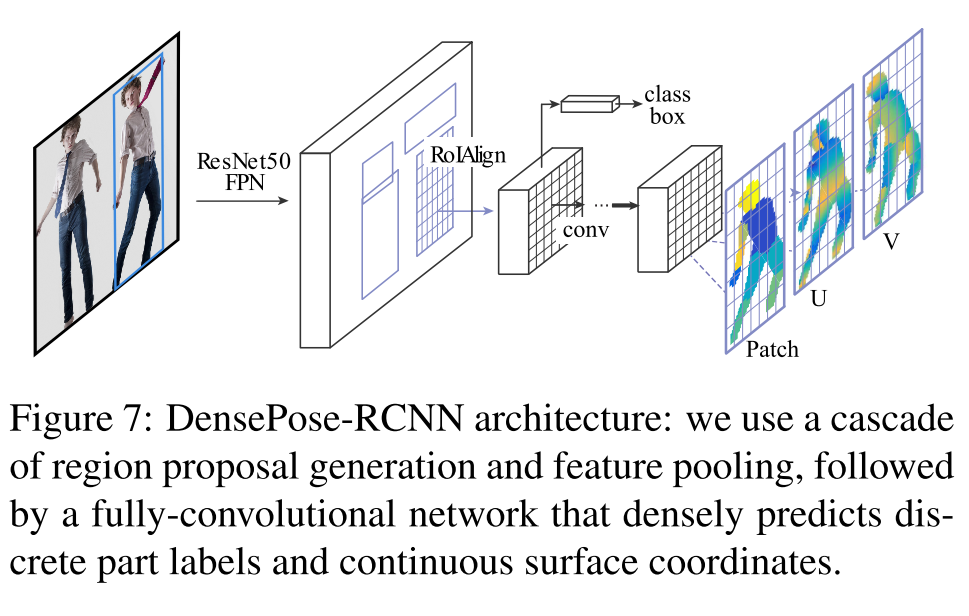 ResNet50
FPN
RoIAlign
class
box
conv
Patch
U
V
Figure 7: DensePose-RCNN architecture: we use a cascade
of region proposal generation and feature pooling, followed
by a fully-convolutional network that densely predicts dis-
crete part labels and continuous surface coordinates.